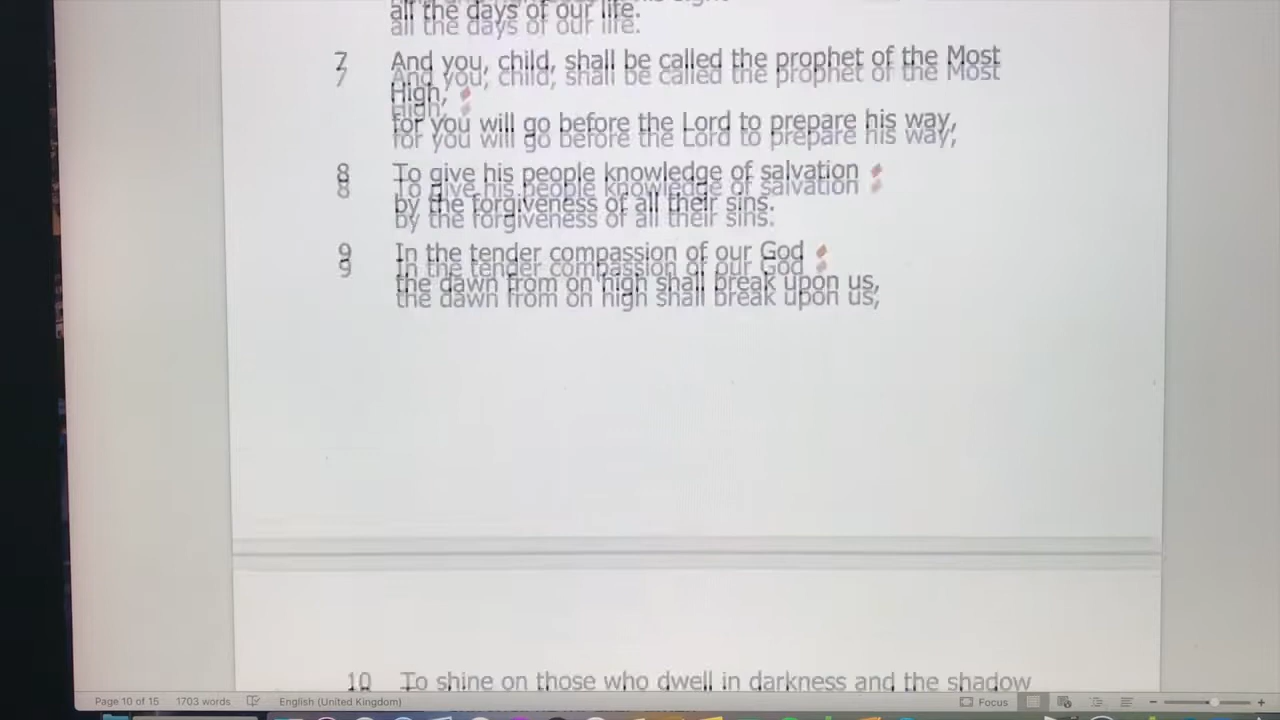 all the days of our life.
7 And you, child, shall be called the prophet of the Most
High, ♦
for you will go before the Lord to prepare his way,
8 To give his people knowledge of salvation ♦
by the forgiveness of all their sins.
9 In the tender compassion of our God ♦
the dawn from on high shall break upon us,
10 To shine on those who dwell in darkness and the shadow
Page 10 of 15 1703 words English (United Kingdom) Focus